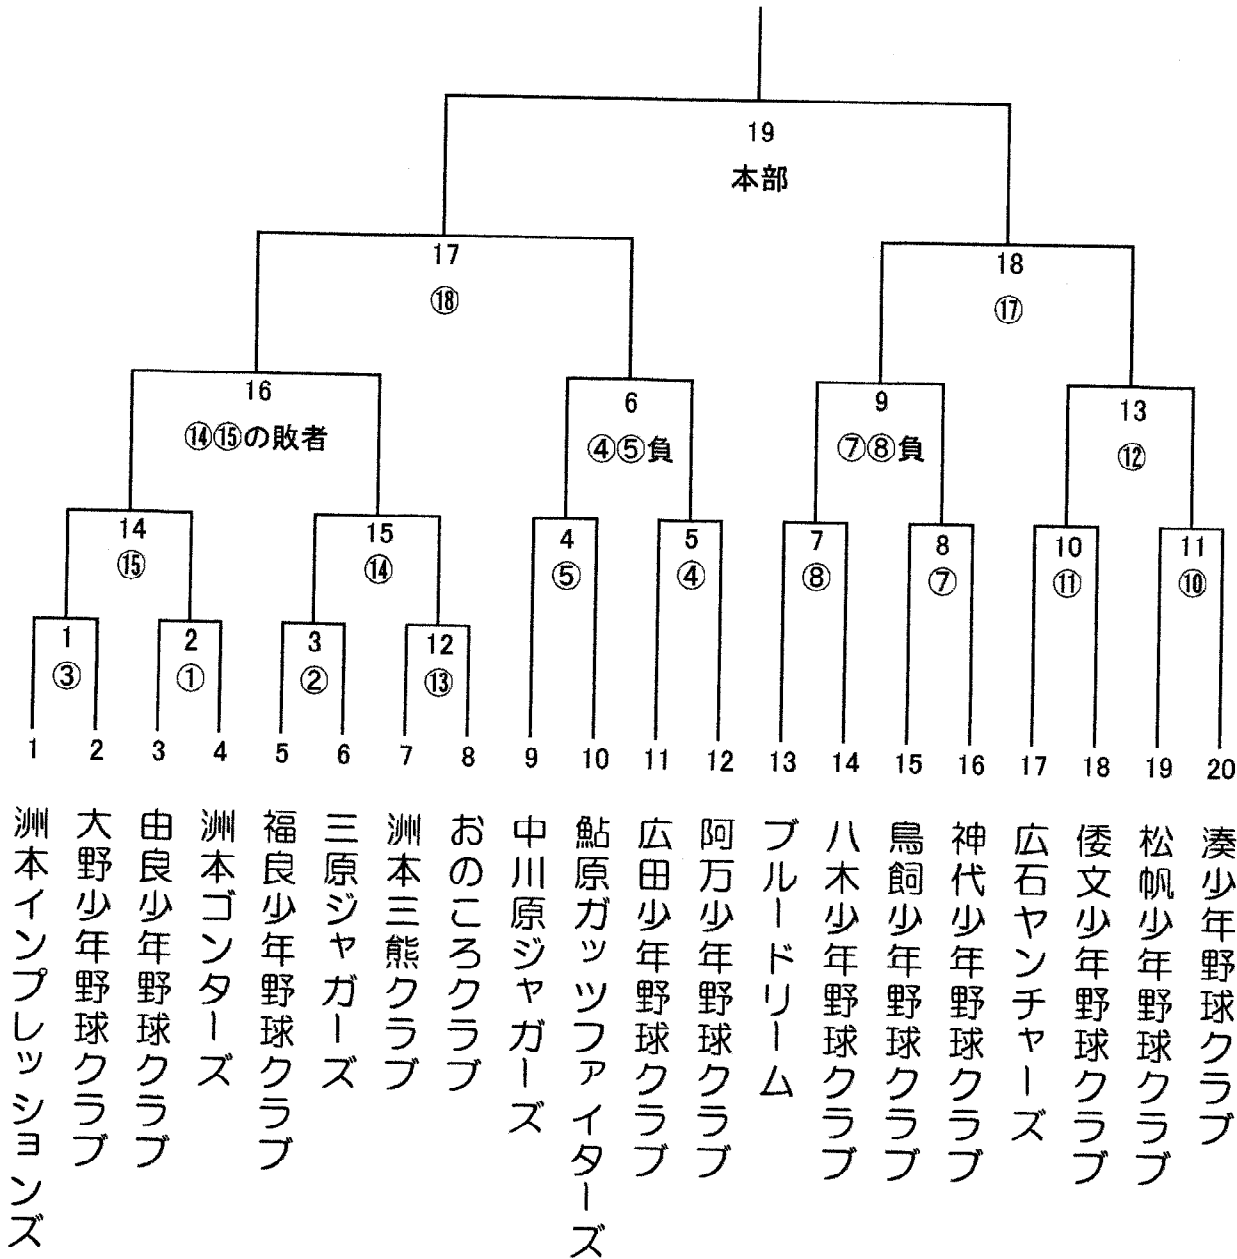 19
本部
17
⑱
18
⑰
16
⑭⑮の敗者
6
④⑤負
9
⑦⑧負
13
⑫
14
⑮
15
⑭
4
⑤
5
④
7
⑧
8
⑦
10
⑪
11
⑩
1
③
2
①
3
②
12
⑬
1 2 3 4 5 6 7 8 9 10 11 12 13 14 15 16 17 18 19 20
洲本インプレッションズ
大野少年野球クラブ
由良少年野球クラブ
洲本ゴンターズ
福良少年野球クラブ
三原ジャガーズ
洲本三熊クラブ
おのころクラブ
中川原ジャガーズ
鮎原ガッツファイターズ
広田少年野球クラブ
阿万少年野球クラブ
ブルードリーム
八木少年野球クラブ
鳥飼少年野球クラブ
神代少年野球クラブ
広石ヤンチャーズ
倭文少年野球クラブ
松帆少年野球クラブ
湊少年野球クラブ